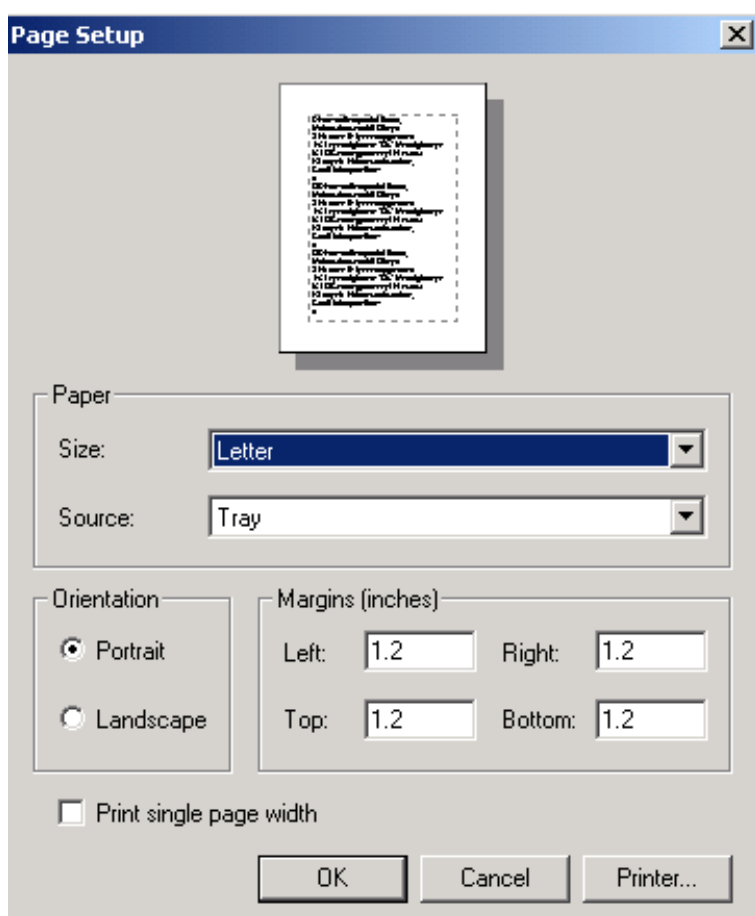 Page Setup
Paper
Size: Letter
Source: Tray
Orientation
Portrait
Landscape
Margins (inches)
Left: 1.2 Right: 1.2
Top: 1.2 Bottom: 1.2
Print single page width
OK Cancel Printer...